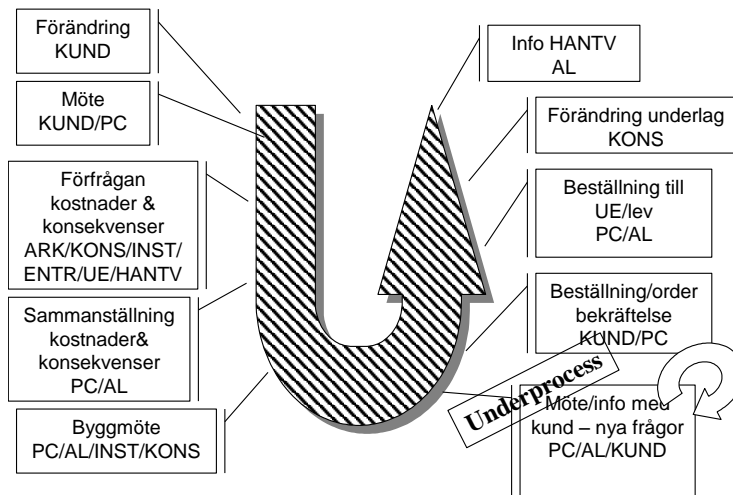 Förändring
KUND
Möte
KUND/PC
Förfrågan
kostnader &
konsekvenser
ARK/KONS/INST/
ENTR/UE/HANTV
Sammanställning
kostnader&
konsekvenser
PC/AL
Byggmöte
PC/AL/INST/KONS
Info HANTV
AL
Förändring underlag
KONS
Beställning till
UE/lev
PC/AL
Beställning/order
bekräftelse
KUND/PC
Underprocess
Möte/info med
kund – nya frågor
PC/AL/KUND